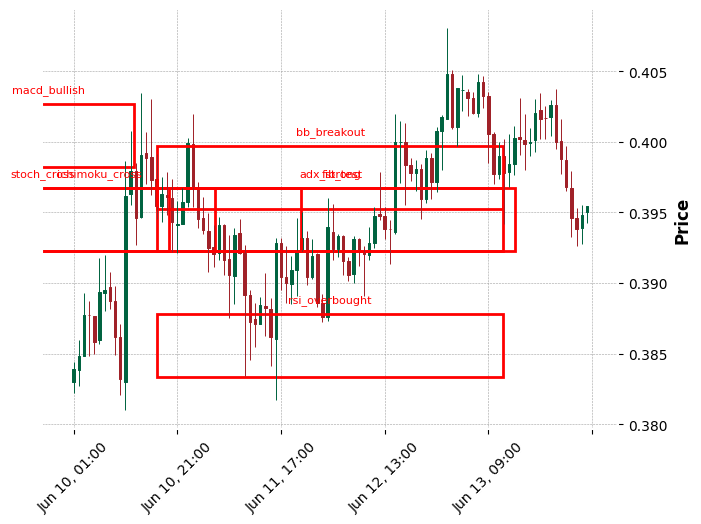 macd_bullish
0.405
bb_breakout
0.400
stoch_cross
ichimoku_cross
adx_strong
0.395
Price
0.390
rsi_overbought
0.385
0.380
Jun 10, 01:00
Jun 10, 21:00
Jun 11, 17:00
Jun 12, 13:00
Jun 13, 09:00